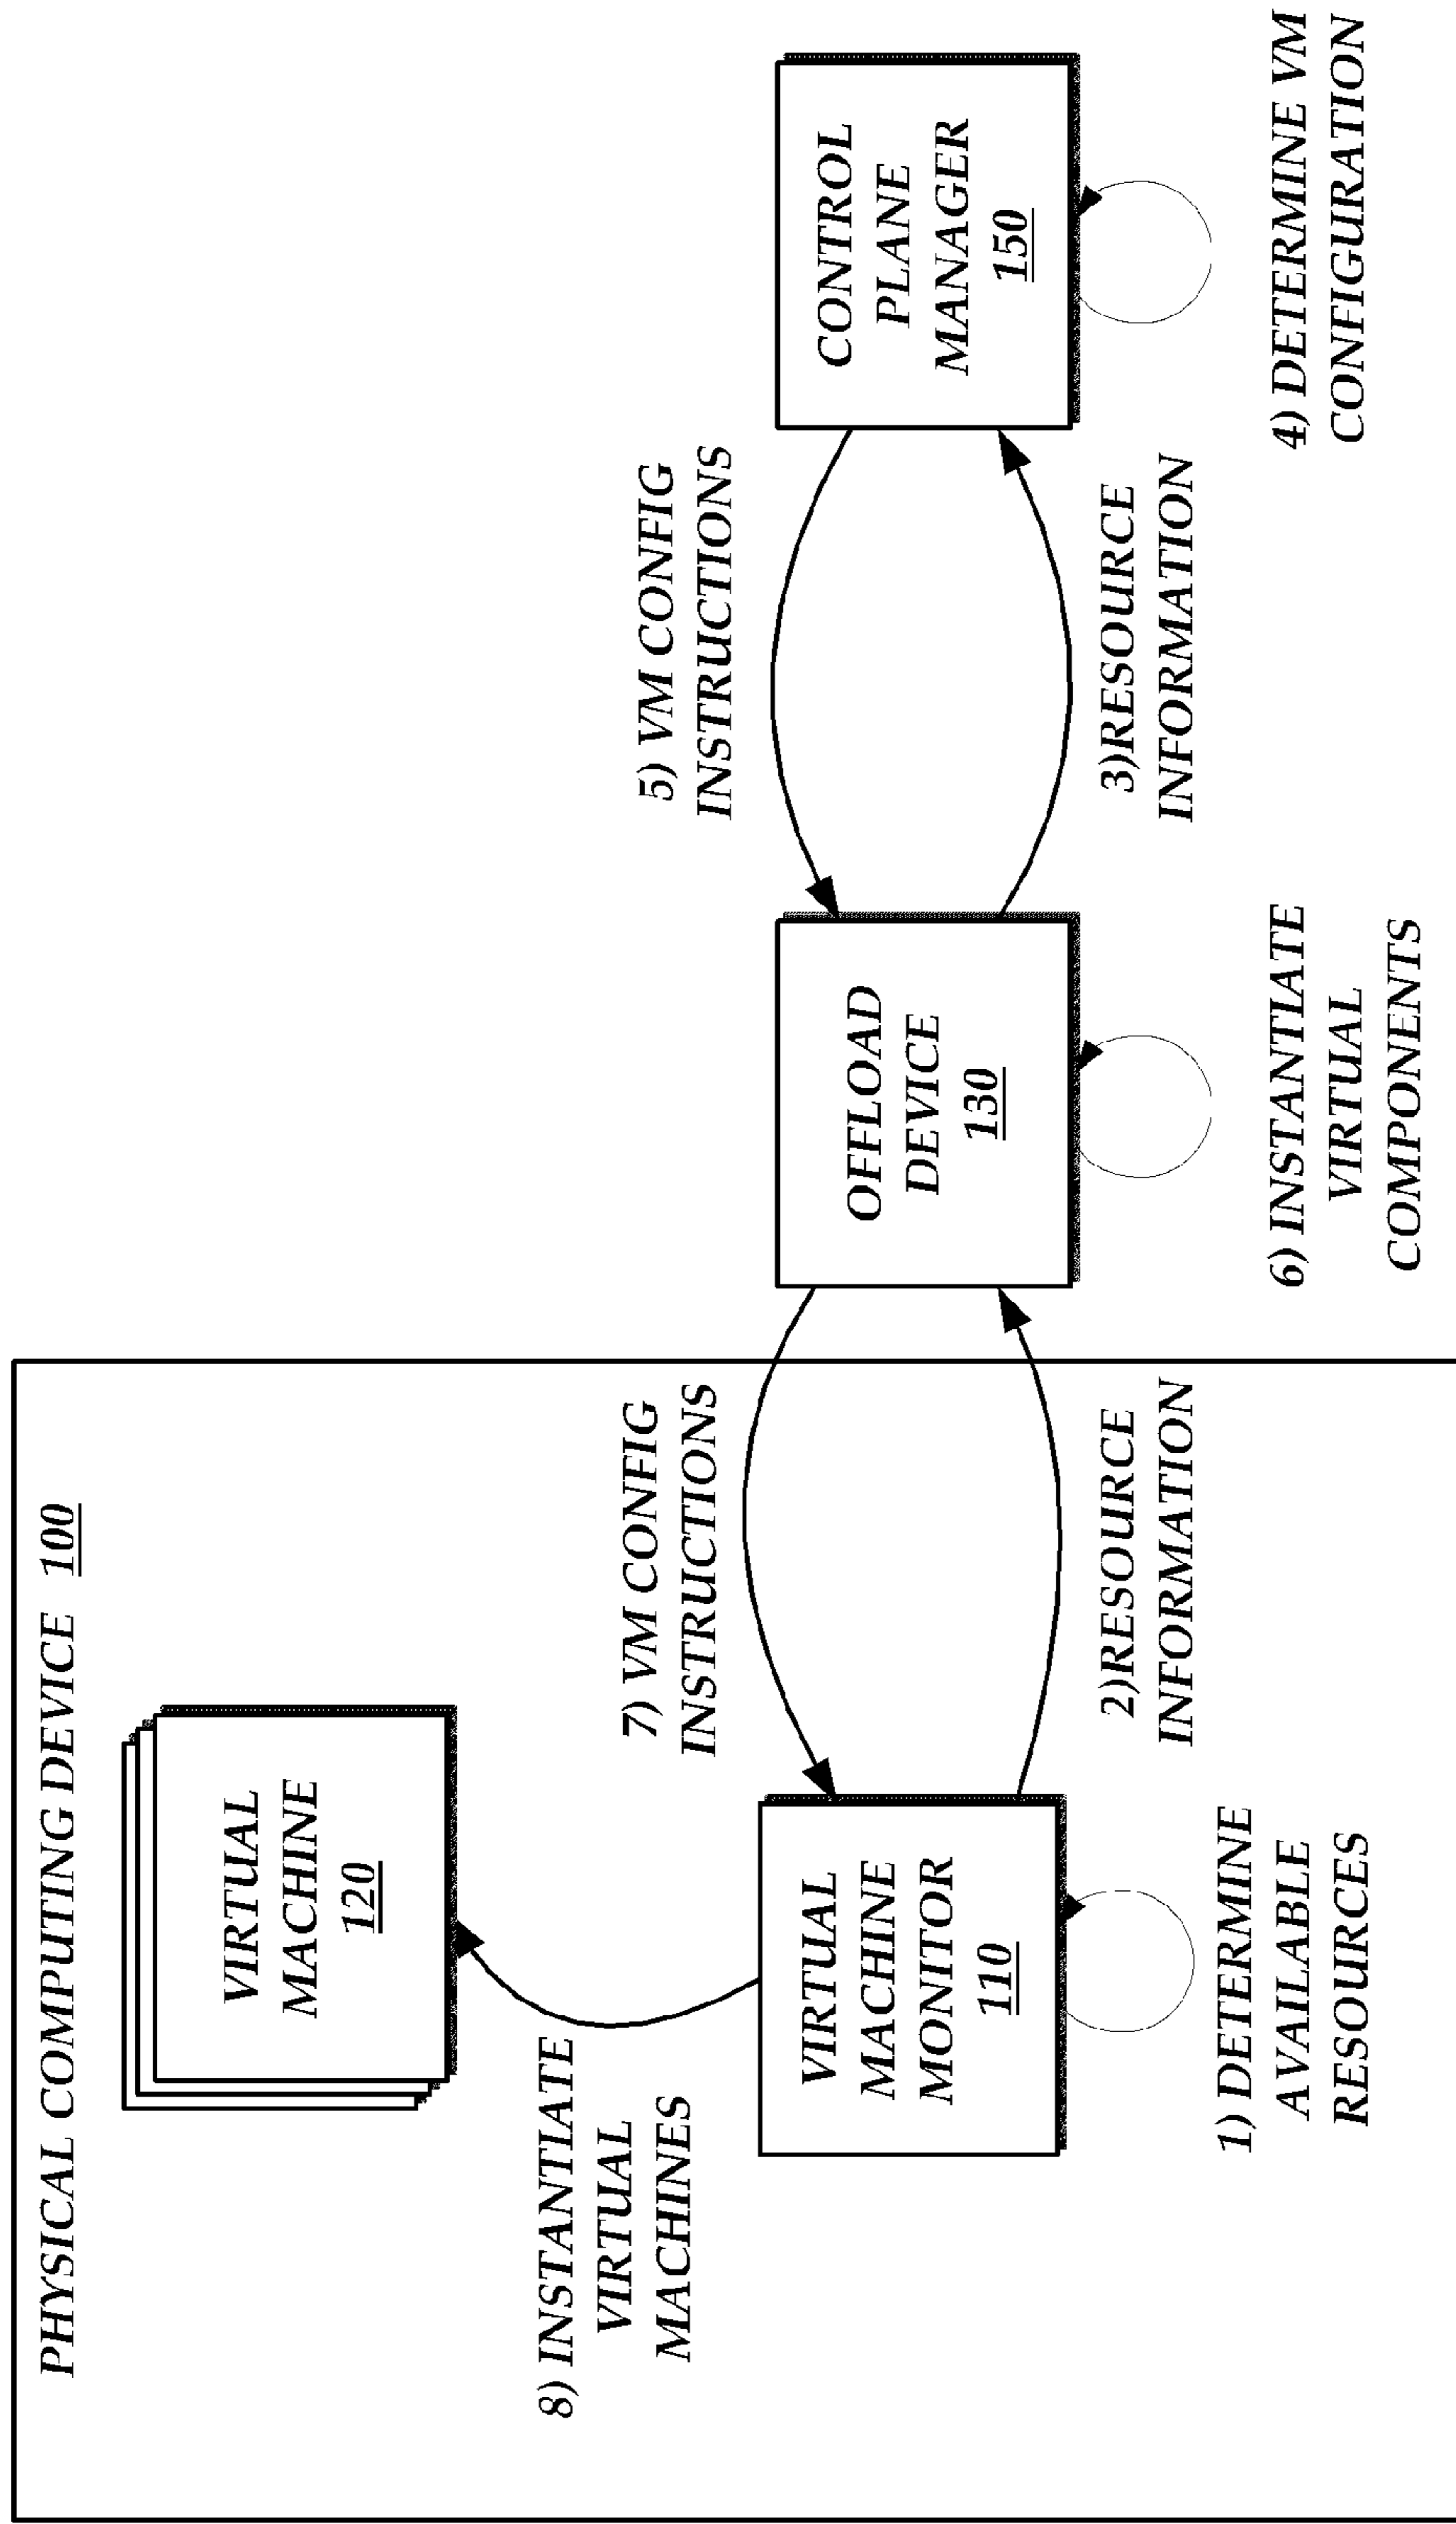 PHYSICAL COMPUTING DEVICE 100
VIRTUAL
MACHINE
120
8) INSTANTIATE
VIRTUAL
MACHINES
7) VM CONFIG
INSTRUCTIONS
5) VM CONFIG
INSTRUCTIONS
VIRTUAL
MACHINE
MONITOR
110
OFFLOAD
DEVICE
130
CONTROL
PLANE
MANAGER
150
2)RESOURCE
INFORMATION
3)RESOURCE
INFORMATION
1) DETERMINE
AVAILABLE
RESOURCES
6) INSTANTIATE
VIRTUAL
COMPONENTS
4) DETERMINE VM
CONFIGURATION